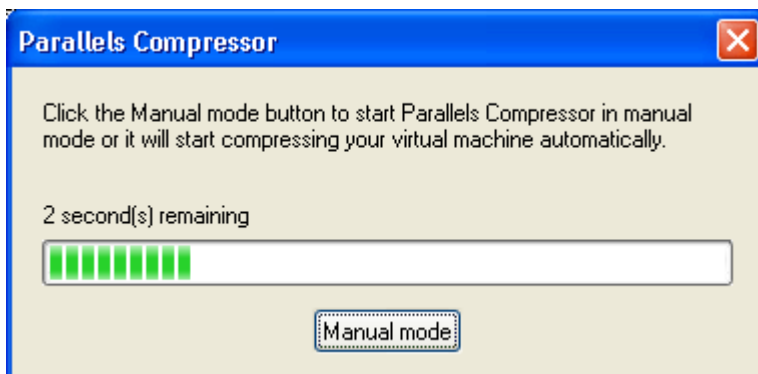 Parallels Compressor
Click the Manual mode button to start Parallels Compressor in manual
mode or it will start compressing your virtual machine automatically.
2 second(s) remaining
Manual mode